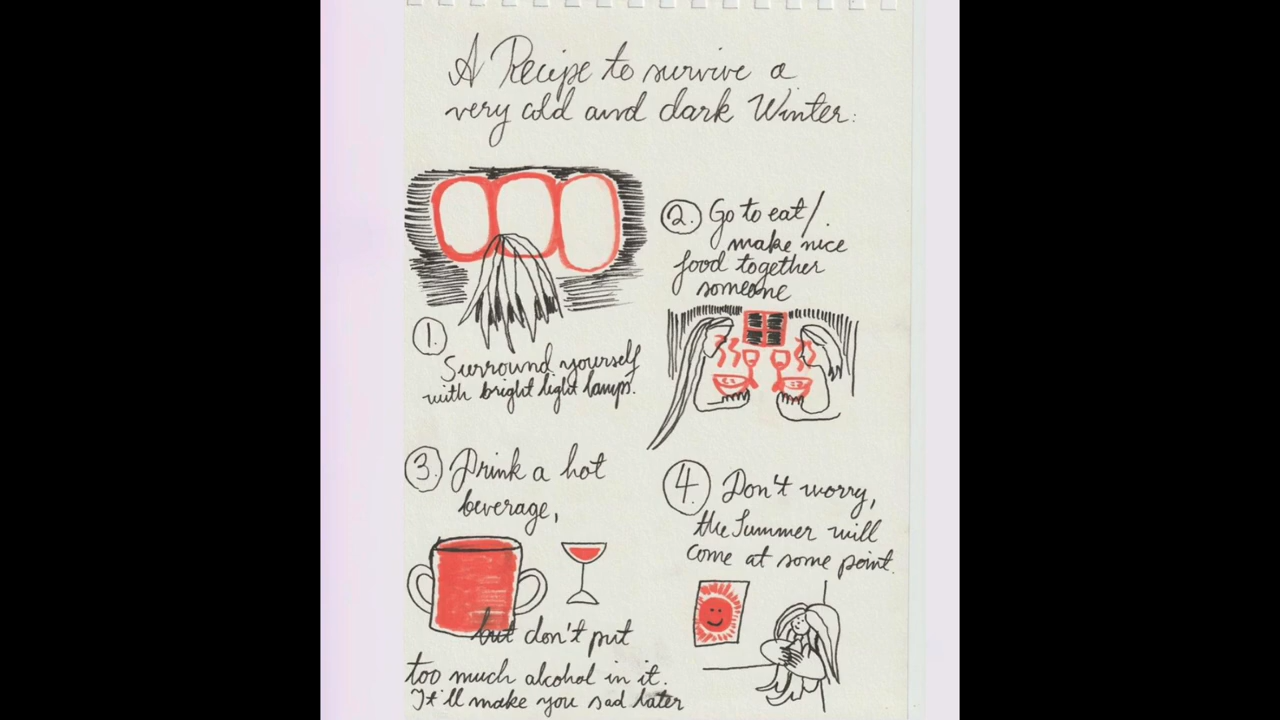 A Recipe to survive a
very cold and dark Winter:
1.
Surround yourself
with bright light lamps.
2. Go to eat/.
make nice
food together
someone
3. Drink a hot
beverage,
but don't put
too much alcohol in it.
It'll make you sad later
4. Don't worry,
the Summer will
come at some point.